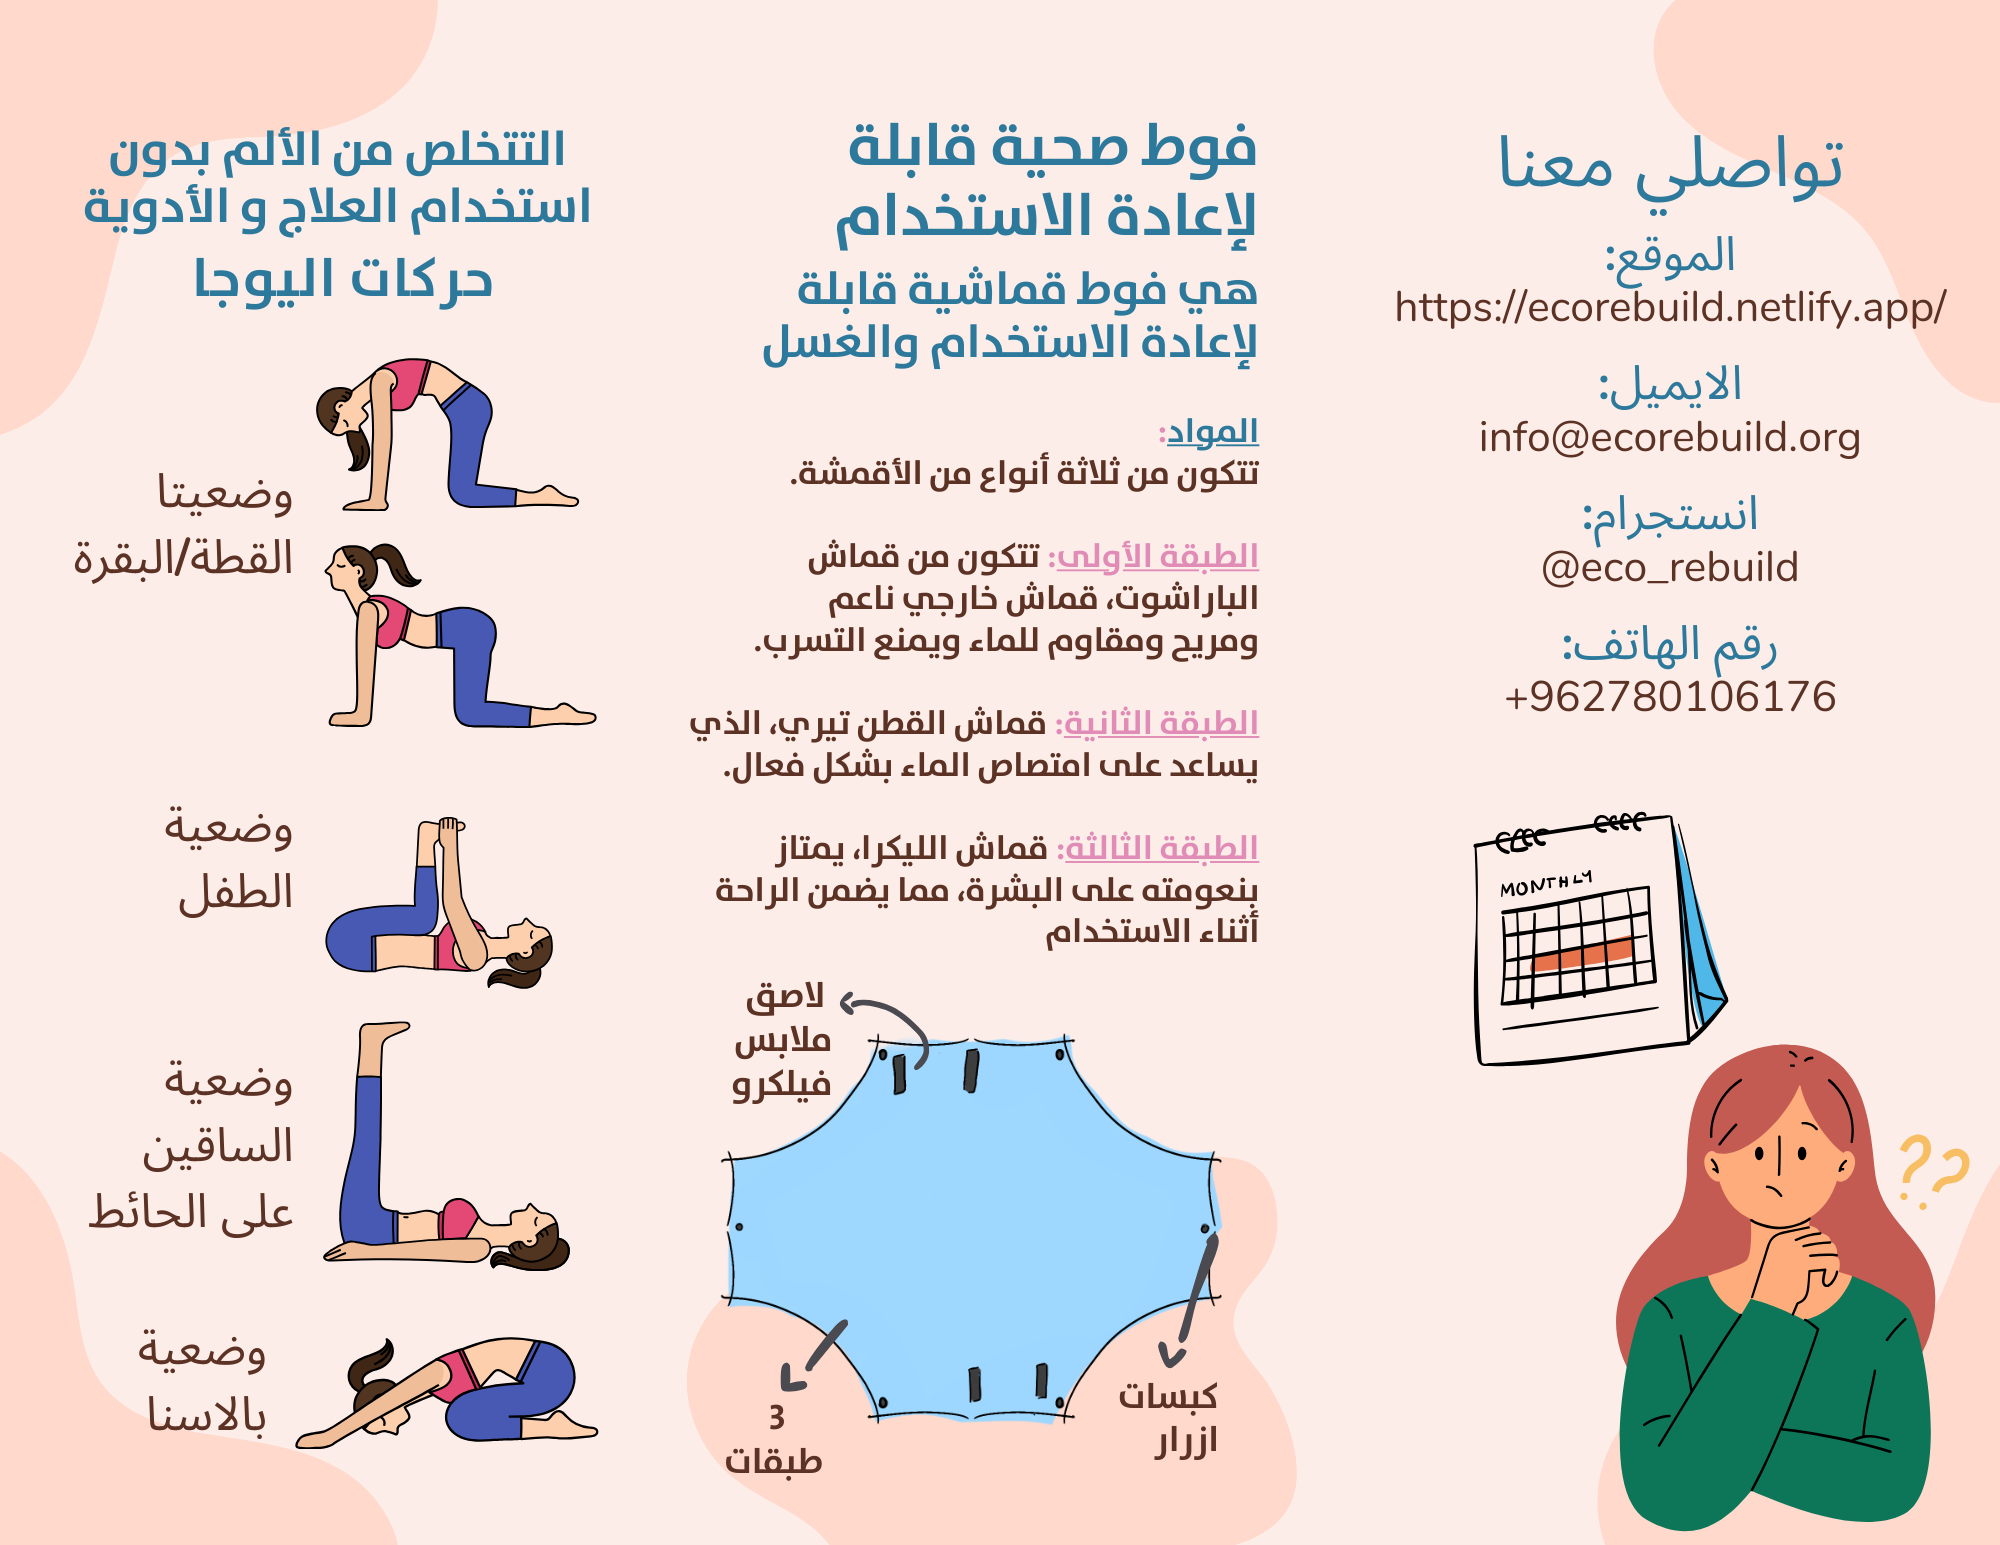 تواصلي معنا
الموقع:
https://ecorebuild.netlify.app/
الايميل:
info@ecorebuild.org
انستجرام:
@eco_rebuild
رقم الهاتف:
+962780106176
MONTHLY
??
فوط صحية قابلة
لإعادة الاستخدام
هي فوط قماشية قابلة
لإعادة الاستخدام والغسل
المواد:
تتكون من ثلاثة أنواع من الأقمشة.
الطبقة الأولى: تتكون من قماش
الباراشوت، قماش خارجي ناعم
ومريح ومقاوم للماء ويمنع التسرب.
الطبقة الثانية: قماش القطن تيري، الذي
يساعد على امتصاص الماء بشكل فعال.
الطبقة الثالثة: قماش الليكرا، يمتاز
بنعومته على البشرة، مما يضمن الراحة
أثناء الاستخدام
لاصق
ملابس
فيلكرو
كبسات
ازرار
3
طبقات
التتخلص من الألم بدون
استخدام العلاج و الأدوية
حركات اليوجا
وضعيتا
القطة/البقرة
وضعية
الطفل
وضعية
الساقين
على الحائط
وضعية
بالاسنا